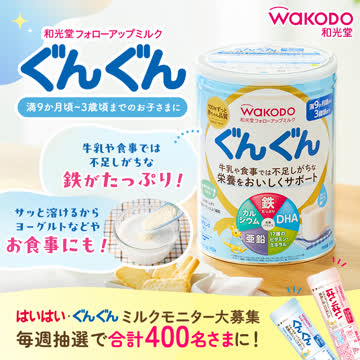 WAKODO
和光堂
和光堂フォローアップミルク
ぐんぐん
満9か月頃~3歳頃までのお子さまに
牛乳や食事では
不足しがちな
鉄がたっぷり!
サッと溶けるから
ヨーグルトなどや
お食事にも!
WAKODO
満9か月頃
3歳頃
和光堂フォローアップミルク
ぐんぐん
牛乳や食事では不足しがちな
栄養をおいしくサポート
鉄
カルシウム
DHA
亜鉛
はいはい・ぐんぐんミルクモニター大募集
毎週抽選で合計400名さまに!
ぐんぐん
はいはい